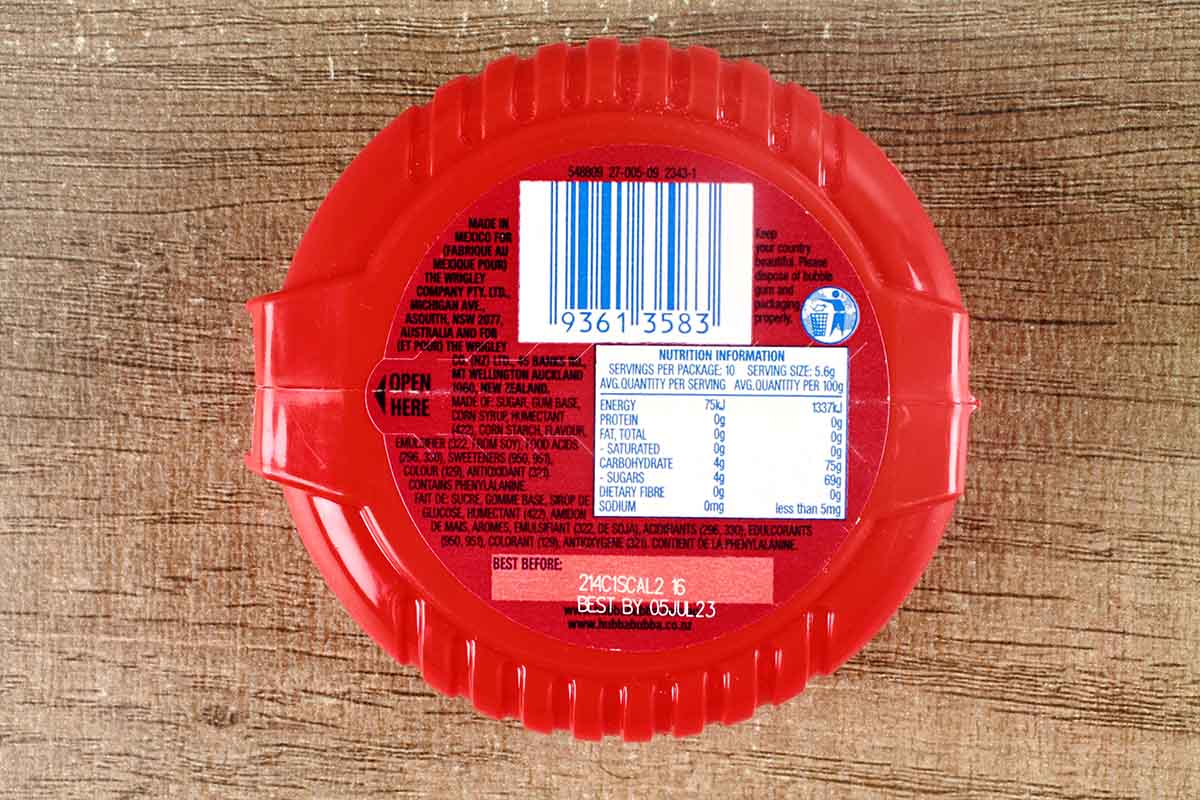 548809 27-005-09 2343-1
9361 3583
MADE IN
MEXICO FOR
(FABRIQUE AU
MEXIQUE POUR)
THE WRIGLEY
COMPANY PTY. LTD.,
MICHIGAN AVE.,
ASQUITH, NSW 2077,
AUSTRALIA AND FOR
(ET POUR) THE WRIGLEY
CO. (NZ) LTD., BANKS RD.,
MT WELLINGTON AUCKLAND
1060, NEW ZEALAND.
MADE OF: SUGAR, GUM BASE,
CORN SYRUP, HUMECTANT
(422), CORN STARCH, FLAVOUR,
EMULSIFIER (322, FROM SOY), FOOD ACIDS
(296, 330), SWEETENERS (950, 951),
COLOUR (129), ANTIOXIDANT (321).
CONTAINS PHENYLALANINE.
FAIT DE: SUCRE, GOMME BASE, SIROP DE
GLUCOSE, HUMECTANT (422), AMIDON
DE MAIS, AROMES, EMULSIFIANT (322, DE SOJA), ACIDIFIANTS (296, 330), EDULCORANTS
(950, 951), COLORANT (129), ANTIOXYGENE (321). CONTIENT DE LA PHENYLALANINE.
OPEN
HERE
Keep
your country
beautiful. Please
dispose of bubble
gum and
packaging
properly.
NUTRITION INFORMATION
SERVINGS PER PACKAGE: 10 SERVING SIZE: 5.6g
AVG.QUANTITY PER SERVING AVG.QUANTITY PER 100g
ENERGY 75kJ 1337kJ
PROTEIN 0g 0g
FAT, TOTAL 0g 0g
- SATURATED 0g 0g
CARBOHYDRATE 4g 75g
- SUGARS 4g 69g
DIETARY FIBRE 0g 0g
SODIUM 0mg less than 5mg
BEST BEFORE:
214C1SCAL2 16
BEST BY 05JUL23
www.hubbabubba.co.nz